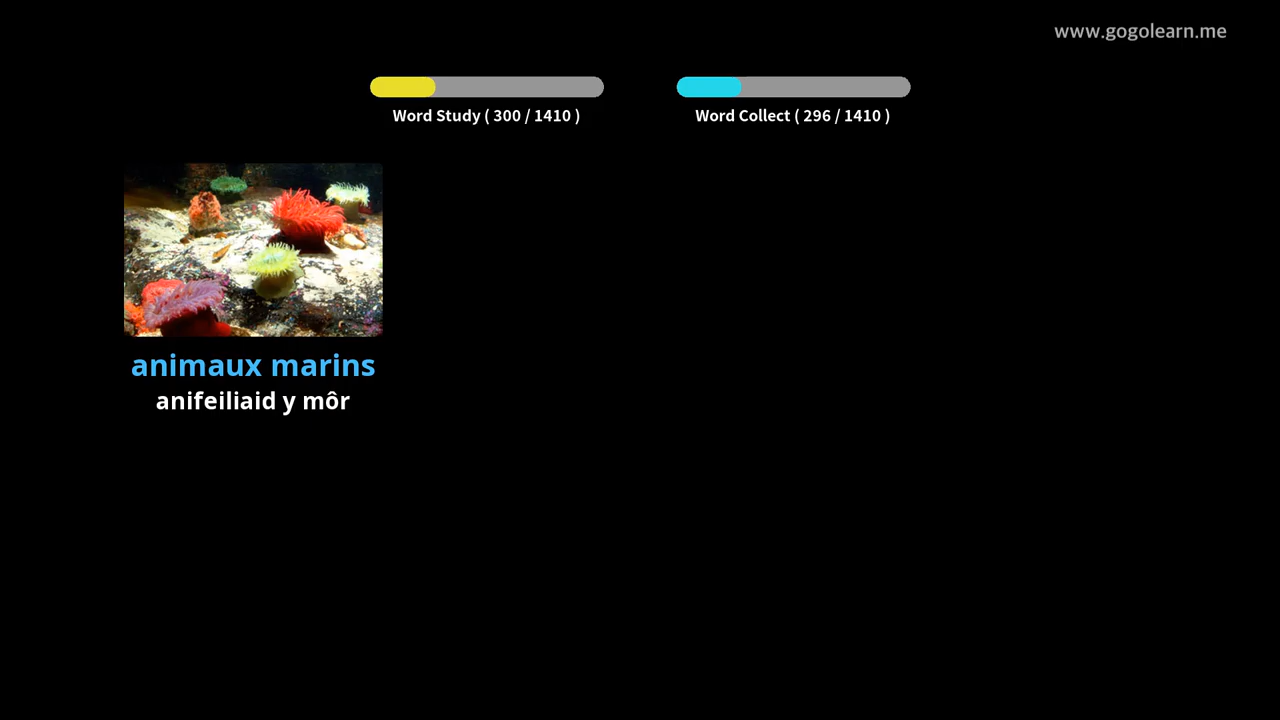 www.gogolearn.me
Word Study ( 300 / 1410 )
Word Collect ( 296 / 1410 )
animaux marins
anifeiliaid y môr